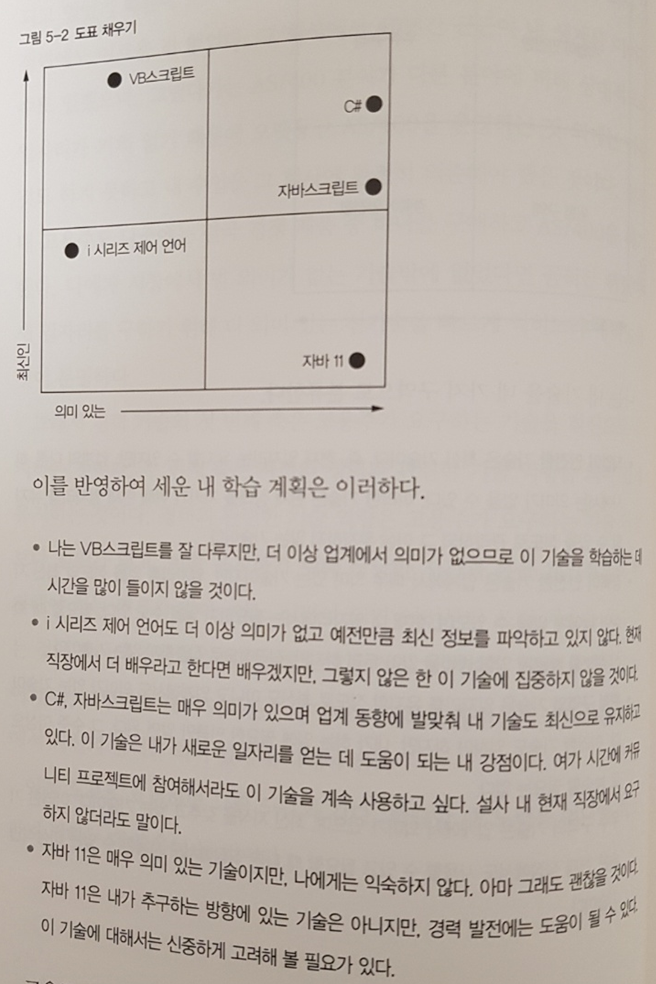 그림 5-2 도표 채우기
VB스크립트
C#
자바스크립트
i 시리즈 제어 언어
자바 11
최신인
의미 있는
이를 반영하여 세운 내 학습 계획은 이러하다.
• 나는 VB스크립트를 잘 다루지만, 더 이상 업계에서 의미가 없으므로 이 기술을 학습하는 데
시간을 많이 들이지 않을 것이다.
• i 시리즈 제어 언어도 더 이상 의미가 없고 예전만큼 최신 정보를 파악하고 있지 않다. 현재
직장에서 더 배우라고 한다면 배우겠지만, 그렇지 않은 한 이 기술에 집중하지 않을 것이다.
• C#, 자바스크립트는 매우 의미가 있으며 업계 동향에 발맞춰 내 기술도 최신으로 유지하고
있다. 이 기술은 내가 새로운 일자리를 얻는 데 도움이 되는 내 강점이다. 여가 시간에 커뮤
니티 프로젝트에 참여해서라도 이 기술을 계속 사용하고 싶다. 설사 내 현재 직장에서 요구
하지 않더라도 말이다.
• 자바 11은 매우 의미 있는 기술이지만, 나에게는 익숙하지 않다. 아마 그래도 괜찮을 것이다.
자바 11은 내가 추구하는 방향에 있는 기술은 아니지만, 경력 발전에는 도움이 될 수 있다.
이 기술에 대해서는 신중하게 고려해 볼 필요가 있다.